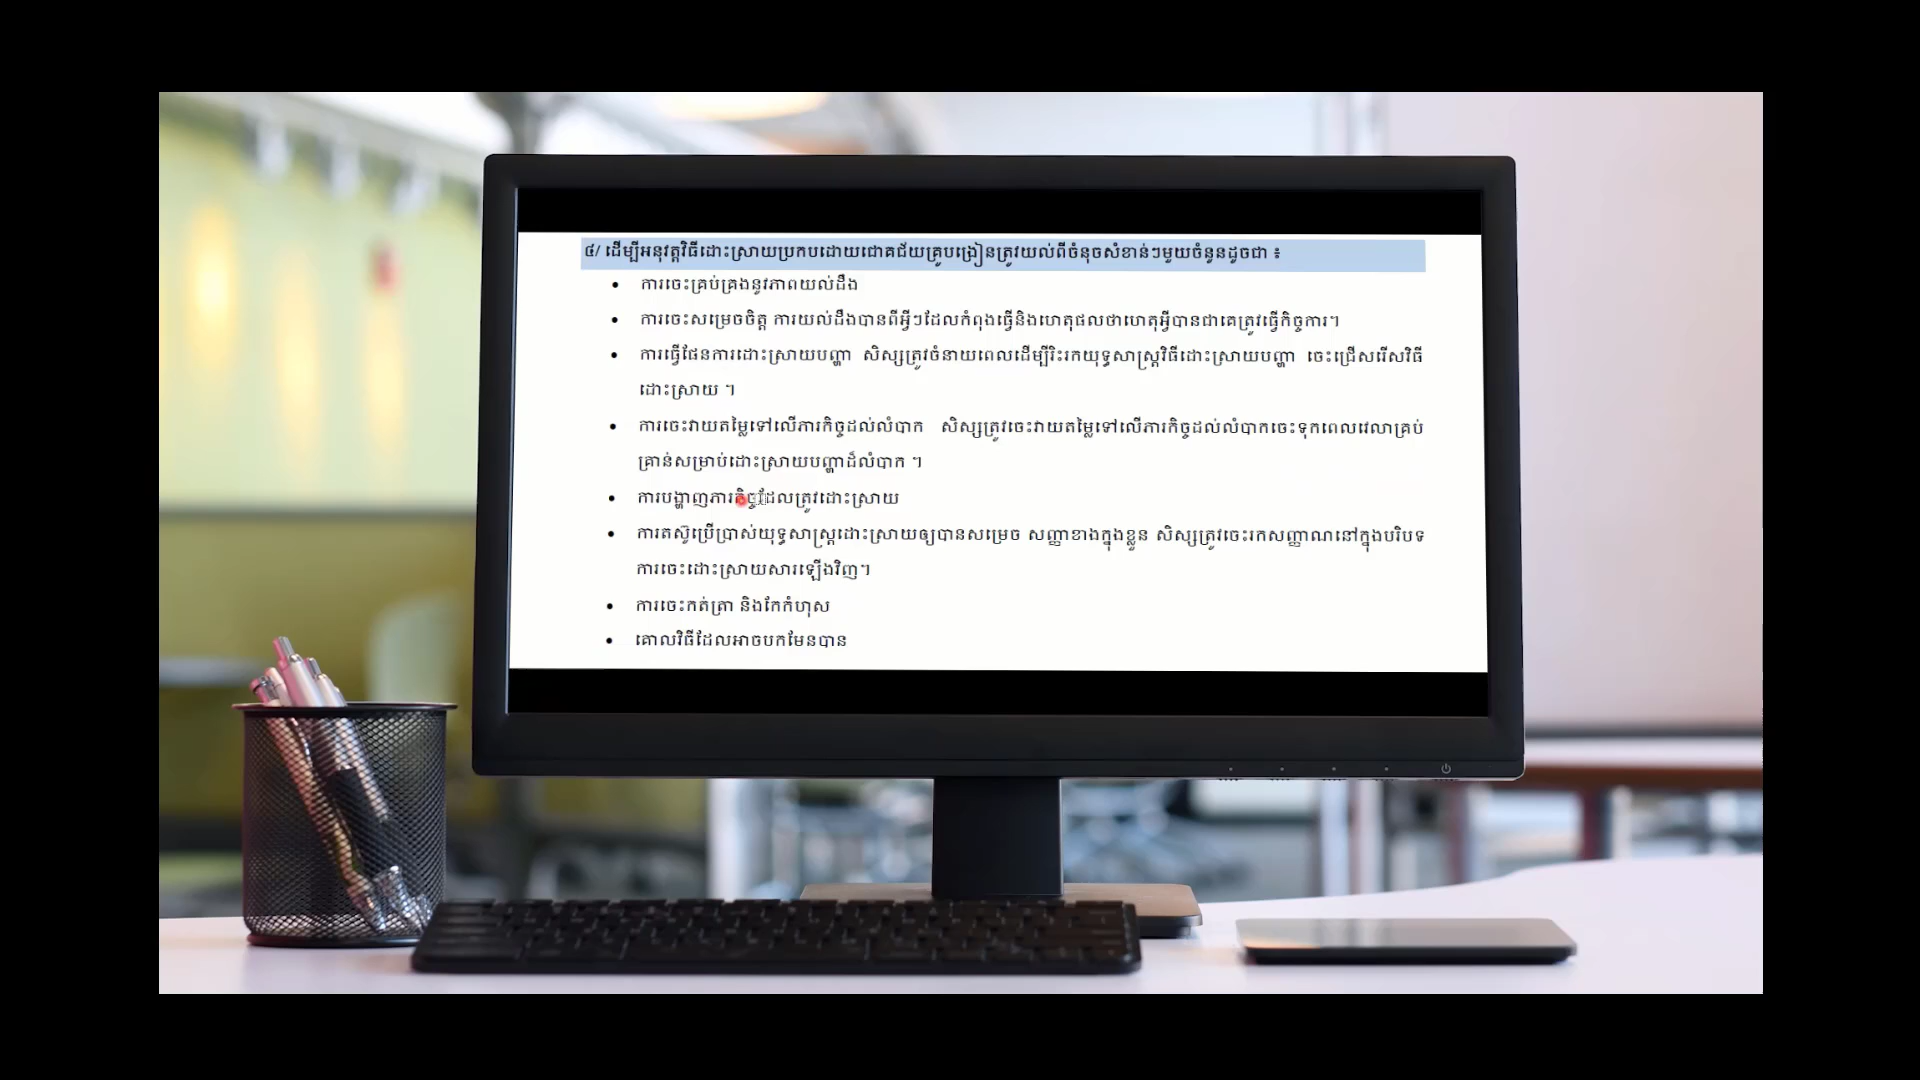 ៤/ ដើម្បីអនុវត្តវិធីដោះស្រាយប្រកបដោយជោគជ័យគ្រូបង្រៀនត្រូវយល់ពីចំនុចសំខាន់ៗមួយចំនួនដូចជា ៖
• ការចេះគ្រប់គ្រងនូវភាពយល់ដឹង
• ការចេះសម្រេចចិត្ត ការយល់ដឹងបានពីអ្វីៗដែលកំពុងធ្វើនិងហេតុផលថាហេតុអ្វីបានជាគេត្រូវធ្វើកិច្ចការ។
• ការធ្វើផែនការដោះស្រាយបញ្ហា សិស្សត្រូវចំនាយពេលដើម្បីរិះរកយុទ្ធសាស្ត្រវិធីដោះស្រាយបញ្ហា ចេះជ្រើសរើសវិធី
ដោះស្រាយ ។
• ការចេះវាយតម្លៃទៅលើភារកិច្ចដល់លំបាក សិស្សត្រូវចេះវាយតម្លៃទៅលើភារកិច្ចដល់លំបាកចេះទុកពេលវេលាគ្រប់
គ្រាន់សម្រាប់ដោះស្រាយបញ្ហាដ៏លំបាក ។
• ការបង្ហាញភារកិច្ចដែលត្រូវដោះស្រាយ
• ការតស៊ូប្រើប្រាស់យុទ្ធសាស្ត្រដោះស្រាយឲ្យបានសម្រេច សញ្ញាខាងក្នុងខ្លួន សិស្សត្រូវចេះរកសញ្ញាណនៅក្នុងបរិបទ
ការចេះដោះស្រាយសារឡើងវិញ។
• ការចេះកត់ត្រា និងកែកំហុស
• គោលវិធីដែលអាចបកមែនបាន